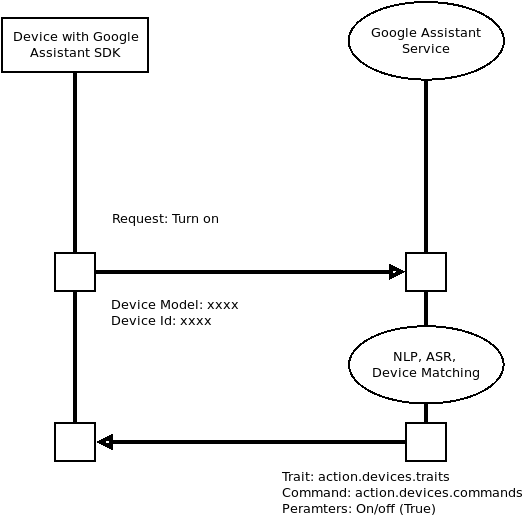 Device with Google
Assistant SDK
Google Assistant
Service
Request: Turn on
Device Model: xxxx
Device Id: xxxx
NLP, ASR,
Device Matching
Trait: action.devices.traits
Command: action.devices.commands
Peramters: On/off (True)